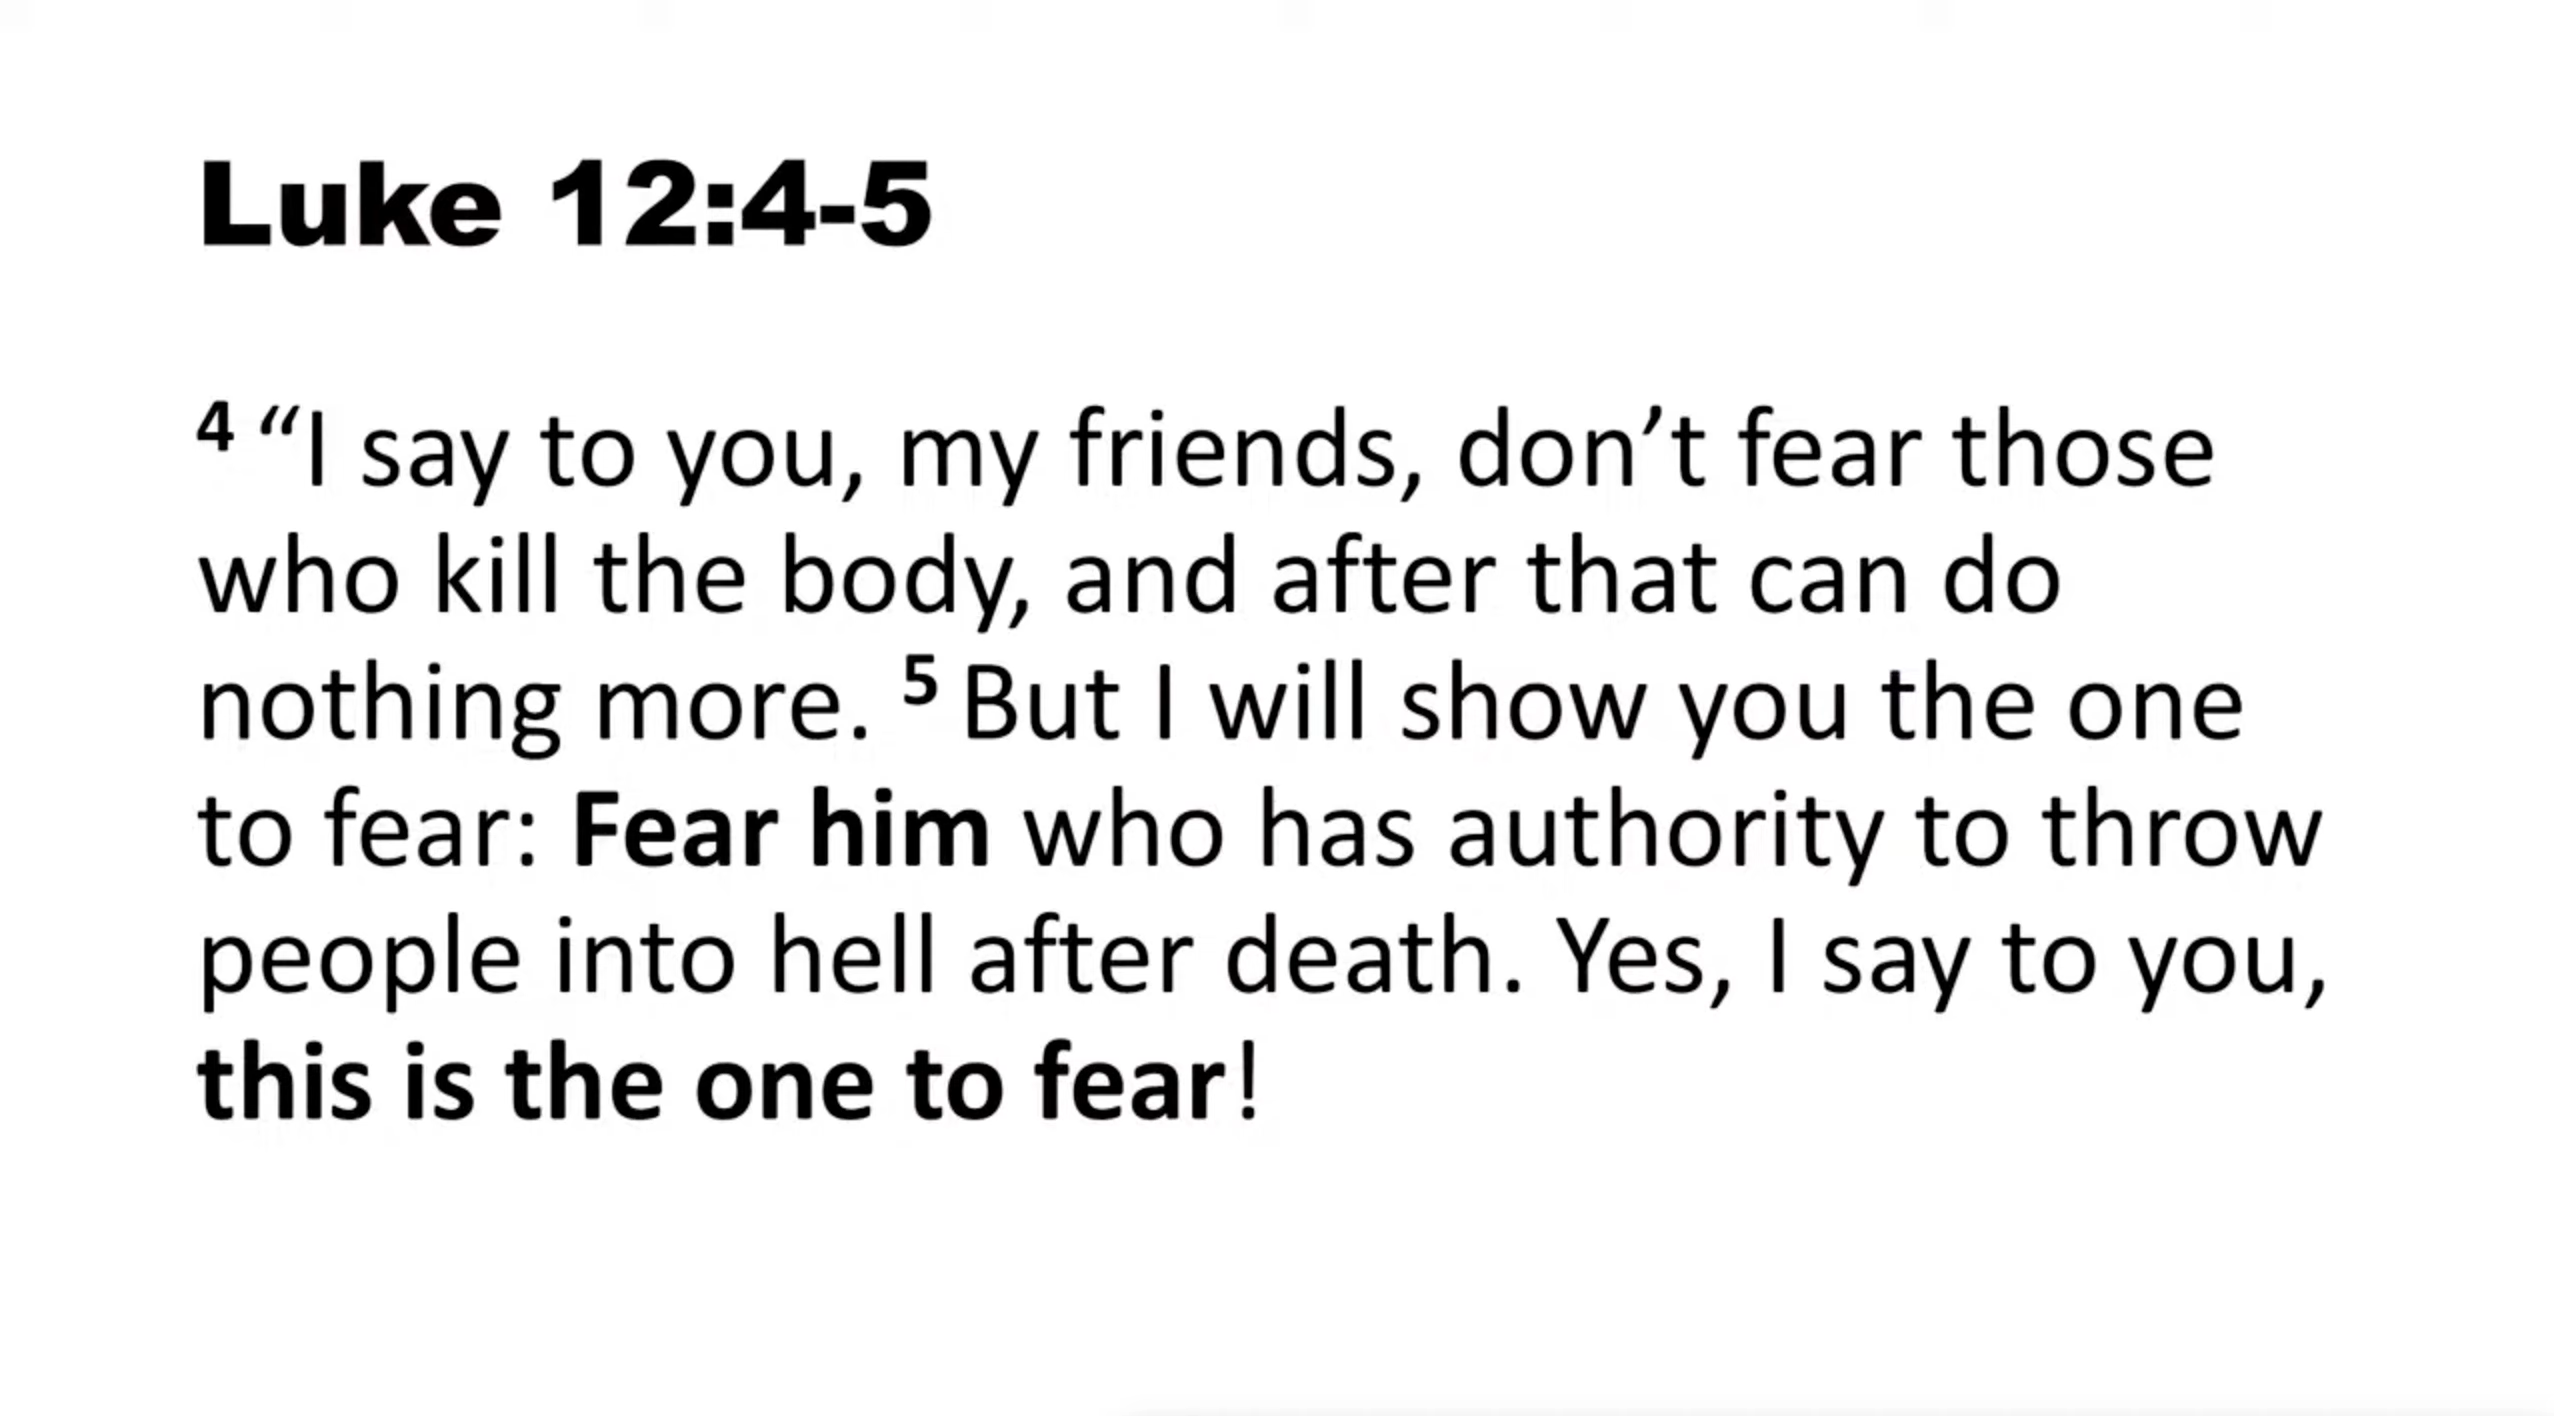 Luke 12:4-5
4 “I say to you, my friends, don’t fear those
who kill the body, and after that can do
nothing more. 5 But I will show you the one
to fear: Fear him who has authority to throw
people into hell after death. Yes, I say to you,
this is the one to fear!